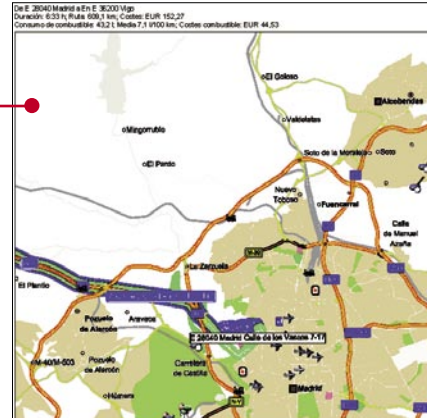 De E 28040 Madrid a En E 36200 Vigo
Duración: 6:33 h; Ruta: 609,1 km; Costes: EUR 152,27
Consumo de combustible: 43,2 l; Media 7,1 l/100 km; Costes combustible: EUR 44,53
El Goloso
Alcobendas
Valdelatas
Mingorrubio
Soto de la Moraleja
Soto
El Pardo
Nuevo
Toboso
Fuencarral
Calle
de Manuel
Azaña
La Zarzuela
El Plantío
Pozuelo
de Alarcón
Aravaca
E 28040 Madrid Calle de los Vascos 7-17
M-40/M-503
Pozuelo
de Alarcón
Carretera
de Castilla
Húmera
Madrid